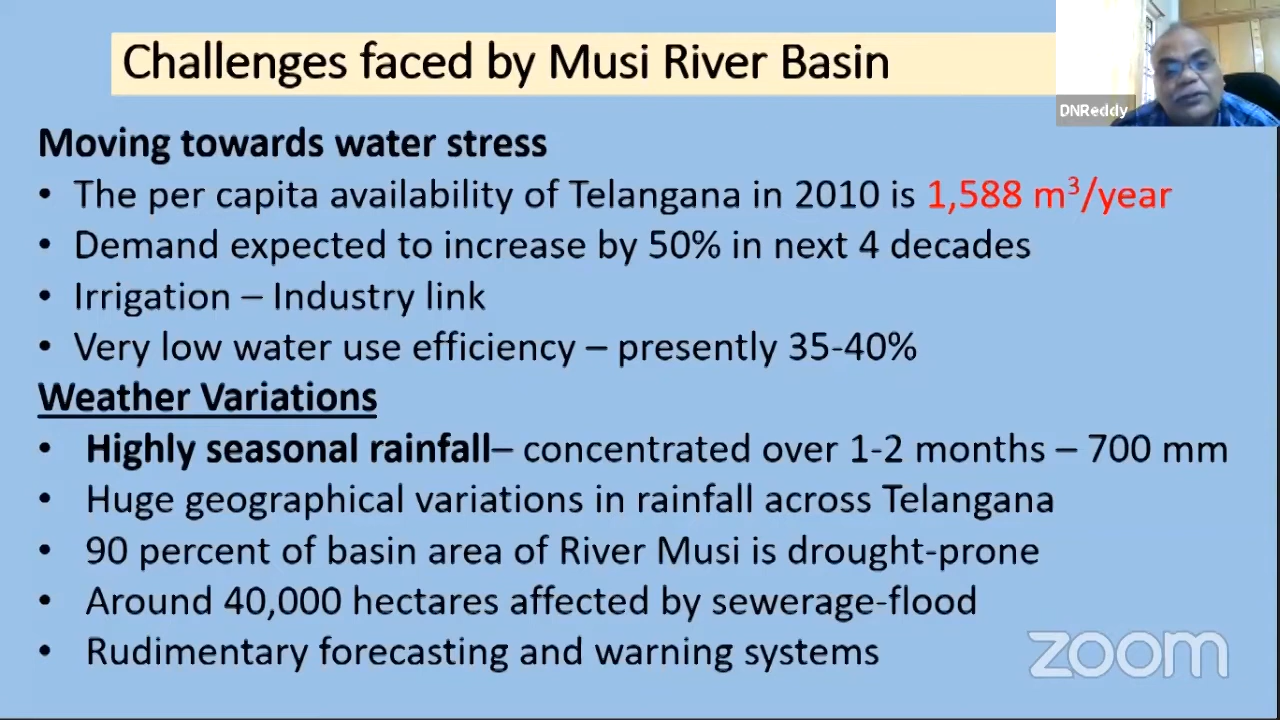 Challenges faced by Musi River Basin
DNReddy
Moving towards water stress
• The per capita availability of Telangana in 2010 is 1,588 m³/year
• Demand expected to increase by 50% in next 4 decades
• Irrigation – Industry link
• Very low water use efficiency – presently 35-40%
Weather Variations
• Highly seasonal rainfall– concentrated over 1-2 months – 700 mm
• Huge geographical variations in rainfall across Telangana
• 90 percent of basin area of River Musi is drought-prone
• Around 40,000 hectares affected by sewerage-flood
• Rudimentary forecasting and warning systems
zoom